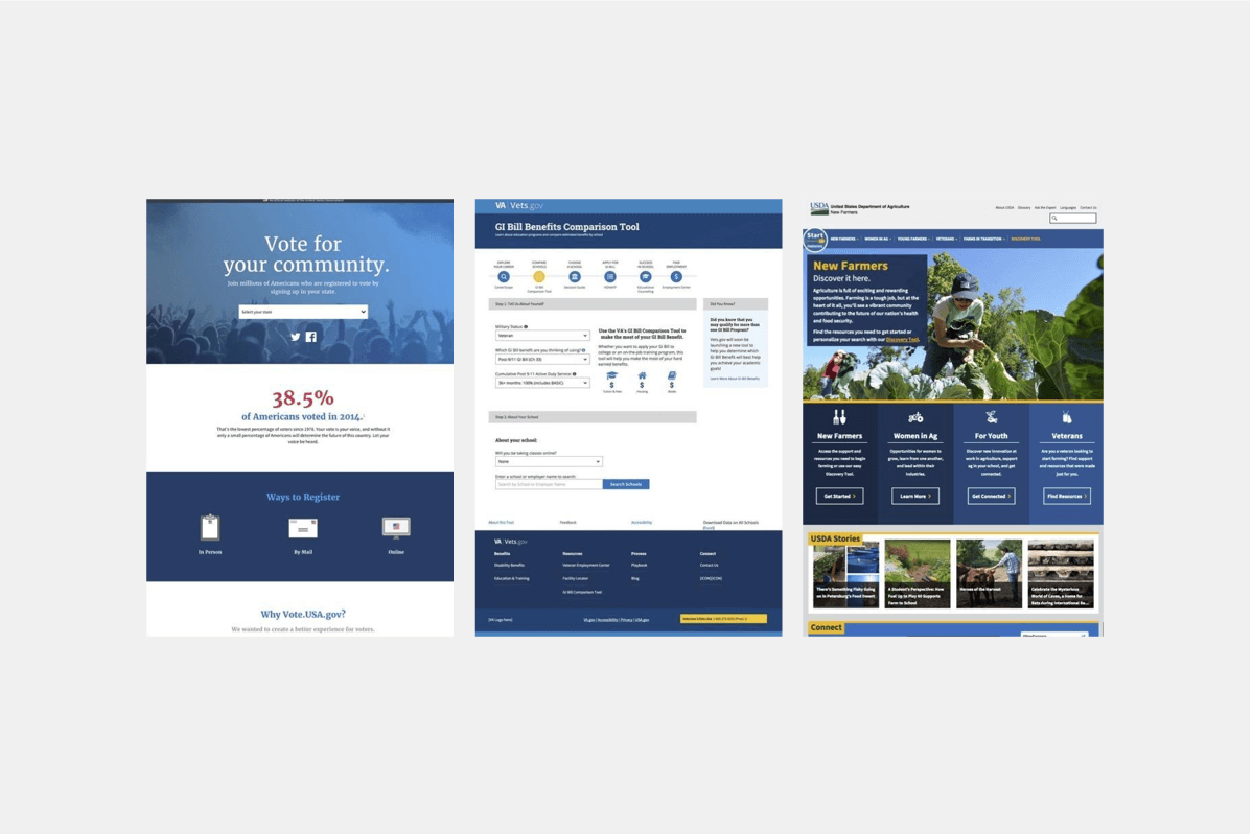 Vote for
your community.
Join millions of Americans who are registered to vote by
signing up in your state.
Select your state
38.5%
of Americans voted in 2014.
That's the lowest percentage of voters since 1978. Your vote is your voice, and without it
only a small percentage of Americans will determine the future of this country. Let your
voice be heard.
Ways to Register
In Person
By Mail
Online
Why Vote.USA.gov?
We wanted to create a better experience for voters.
VA | Vets.gov
GI Bill Benefits Comparison Tool
Learn about education programs and compare estimated benefits by school
EXPLORE
YOUR CAREER
COMPARE
SCHOOLS
CHOOSE
A SCHOOL
APPLY FOR
GI BILL
SUCCESS
IN SCHOOL
FIND
EMPLOYMENT
CareerScope
GI Bill
Comparison Tool
VONAPP
Educational
Counseling
Employment Center
Step 1: Tell Us About Yourself
Military Status:
Veteran
Which GI Bill benefit are you thinking of using?
Post-9/11 GI Bill (Ch 33)
Cumulative Post-9/11 Active Duty Service:
36+ months: 100% (includes BASIC)
Use the VA's GI Bill Comparison Tool to
make the most of your GI Bill Benefit.
Whether you want to apply your GI Bill to
college or an on-the-job training program, this
tool will help you make the most of your hard
earned benefits.
$
$
$
Tuition & Fees
Housing
Books
Did You Know?
Did you know that you
may qualify for more than
one GI Bill Program?
Vets.gov will soon be
launching a new tool to
help you determine which
GI Bill will best help
you achieve your academic
goals!
Learn More About GI Bill Benefits
Step 2: About Your School
About your school:
Will you be taking classes online?
None
Enter a school or employer name to search:
Search by School or Employer Name
Search Schools
About this Tool
Feedback
Accessibility
Download Data on All Schools
(Excel)
VA | Vets.gov
Benefits
Disability Benefits
Education & Training
Resources
Veteran Employment Center
Facility Locator
GI Bill Comparison Tool
Process
Playbook
Blog
Connect
Contact Us
[ICON][ICON]
[VA Logo here]
VA.gov | Accessibility | Privacy | USA.gov
USDA
United States Department of Agriculture
New Farmers
About USDA
Glossary
Ask the Expert
Languages
Contact Us
Start
NEW FARMERS
WOMEN IN AG
YOUNG FARMERS
VETERANS
FARMS IN TRANSITION
DISCOVERY TOOL
New Farmers
Discover it here.
Agriculture is full of exciting and rewarding
opportunities. Farming is a tough job, but at the
heart of it all, you'll see a vibrant community
contributing to the future of our nation's health
and food security.
Find the resources you need to get started or
personalize your search with our Discovery Tool.
New Farmers
Access the support and
resources you need to begin
farming or use our easy
Discovery Tool.
Get Started
Women in Ag
Opportunities for women to
grow, learn from one another,
and lead within their
industries.
Learn More
For Youth
Discover new innovation at
work in agriculture, support
ag in your school, and get
connected.
Get Connected
Veterans
Are you a veteran looking to
start farming? Find support
and resources that were made
just for you.
Find Resources
USDA Stories
There's Something Fishy Going
on in Petersburg's Food Desert
A Student's Perspective: How
Fuel Up to Play 60 Supports
Farm to School
Heroes of the Harvest
Celebrate the Mysterious
World of Caves, a Home for
Connect